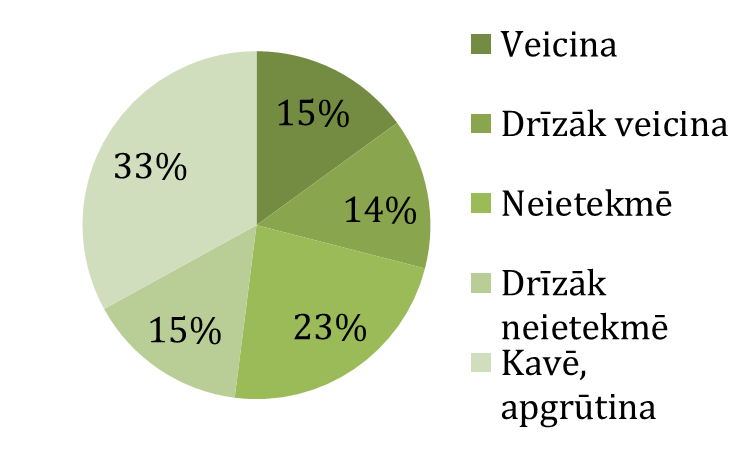 Veicina
15%
Drīzāk veicina
33%
14%
Neietekmē
Drīzāk
neietekmē
15%
23%
Kavē,
apgrūtina